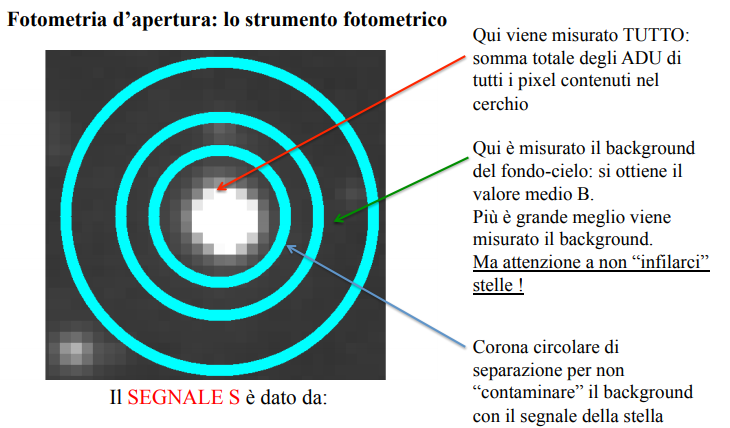 Fotometria d’apertura: lo strumento fotometrico
Qui viene misurato TUTTO:
somma totale degli ADU di
tutti i pixel contenuti nel
cerchio
Qui è misurato il background
del fondo-cielo: si ottiene il
valore medio B.
Più è grande meglio viene
misurato il background.
Ma attenzione a non “infilarci”
stelle !
Corona circolare di
separazione per non
“contaminare” il background
con il segnale della stella
Il SEGNALE S è dato da: